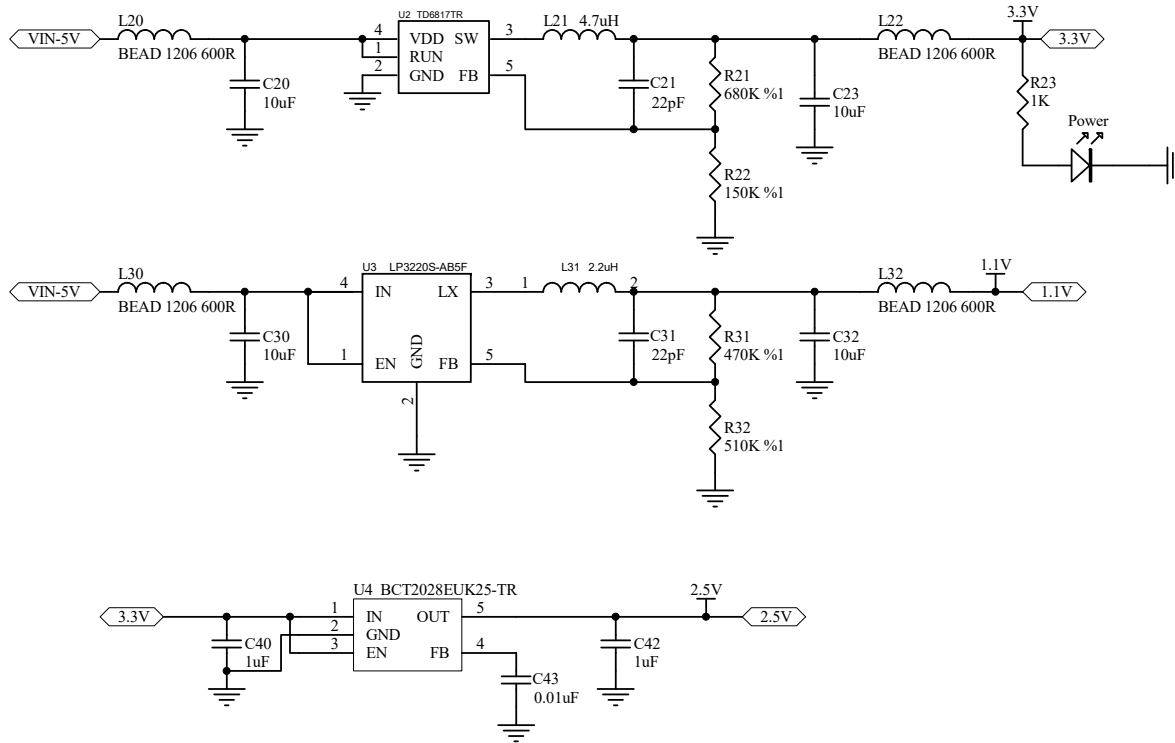 U2 TD6817TR
L20
L21 4.7uH
L22
3.3V
VIN-5V
4 VDD SW 3
3.3V
BEAD 1206 600R
1 RUN
BEAD 1206 600R
2 GND FB 5
C20
10uF
C21
22pF
R21
680K %1
C23
10uF
R23
1K
Power
R22
150K %1
U3 LP3220S-AB5F
L30
L31 2.2uH
L32
1.1V
VIN-5V
4 IN LX 3
1 2
1.1V
BEAD 1206 600R
BEAD 1206 600R
C30
10uF
1 EN GND FB 5
2
C31
22pF
R31
470K %1
C32
10uF
R32
510K %1
U4 BCT2028EUK25-TR
2.5V
3.3V
1 IN OUT 5
2.5V
2 GND
3 EN FB 4
C40
1uF
C42
1uF
C43
0.01uF